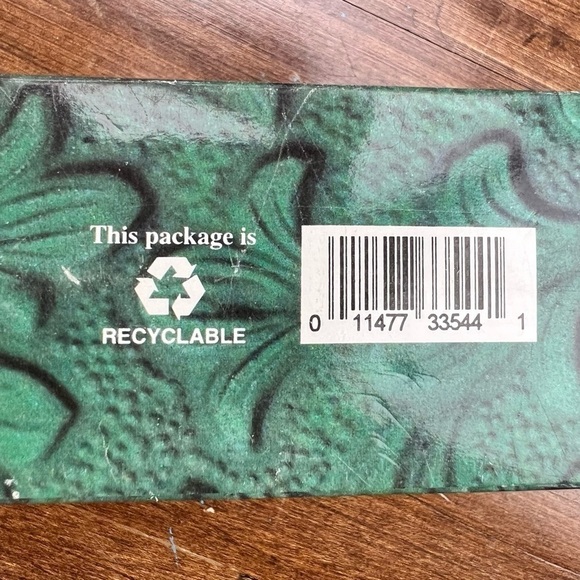 This package is
RECYCLABLE
0 11477 33544 1